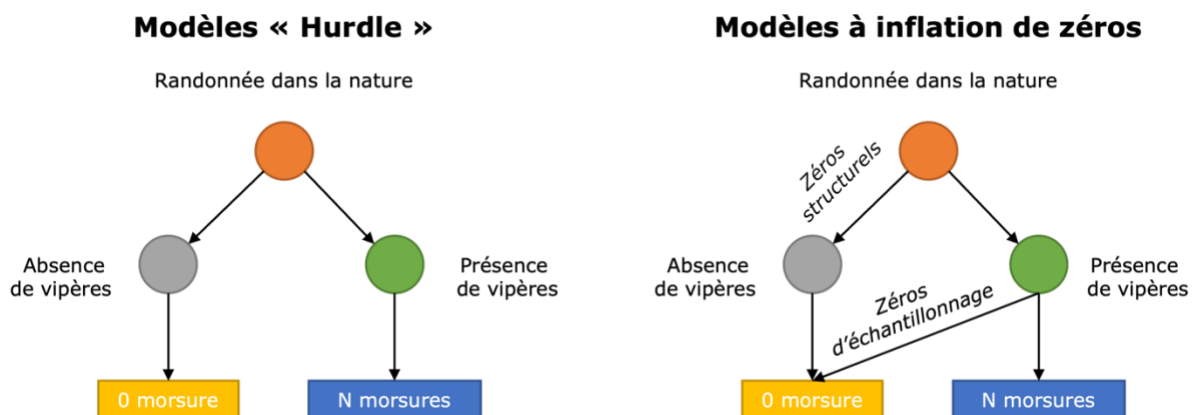 Modèles « Hurdle »
Randonnée dans la nature
Absence
de vipères
Présence
de vipères
0 morsure
N morsures
Modèles à inflation de zéros
Randonnée dans la nature
Zéros
structurels
Absence
de vipères
Présence
de vipères
Zéros
d'échantillonnage
0 morsure
N morsures